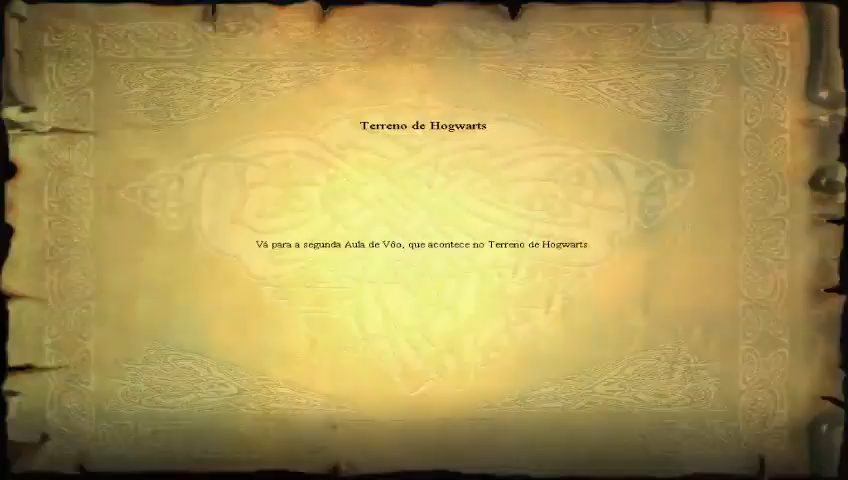 Terreno de Hogwarts
Vá para a segunda Aula de Vôo, que acontece no Terreno de Hogwarts.